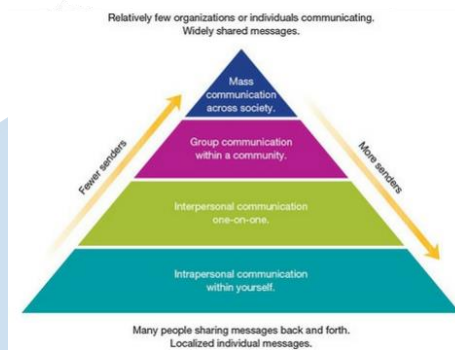 Relatively few organizations or individuals communicating.
Widely shared messages.
Mass
communication
across society.
Group communication
within a community.
Interpersonal communication
one-on-one.
Intrapersonal communication
within yourself.
Fewer senders
More senders
Many people sharing messages back and forth.
Localized individual messages.